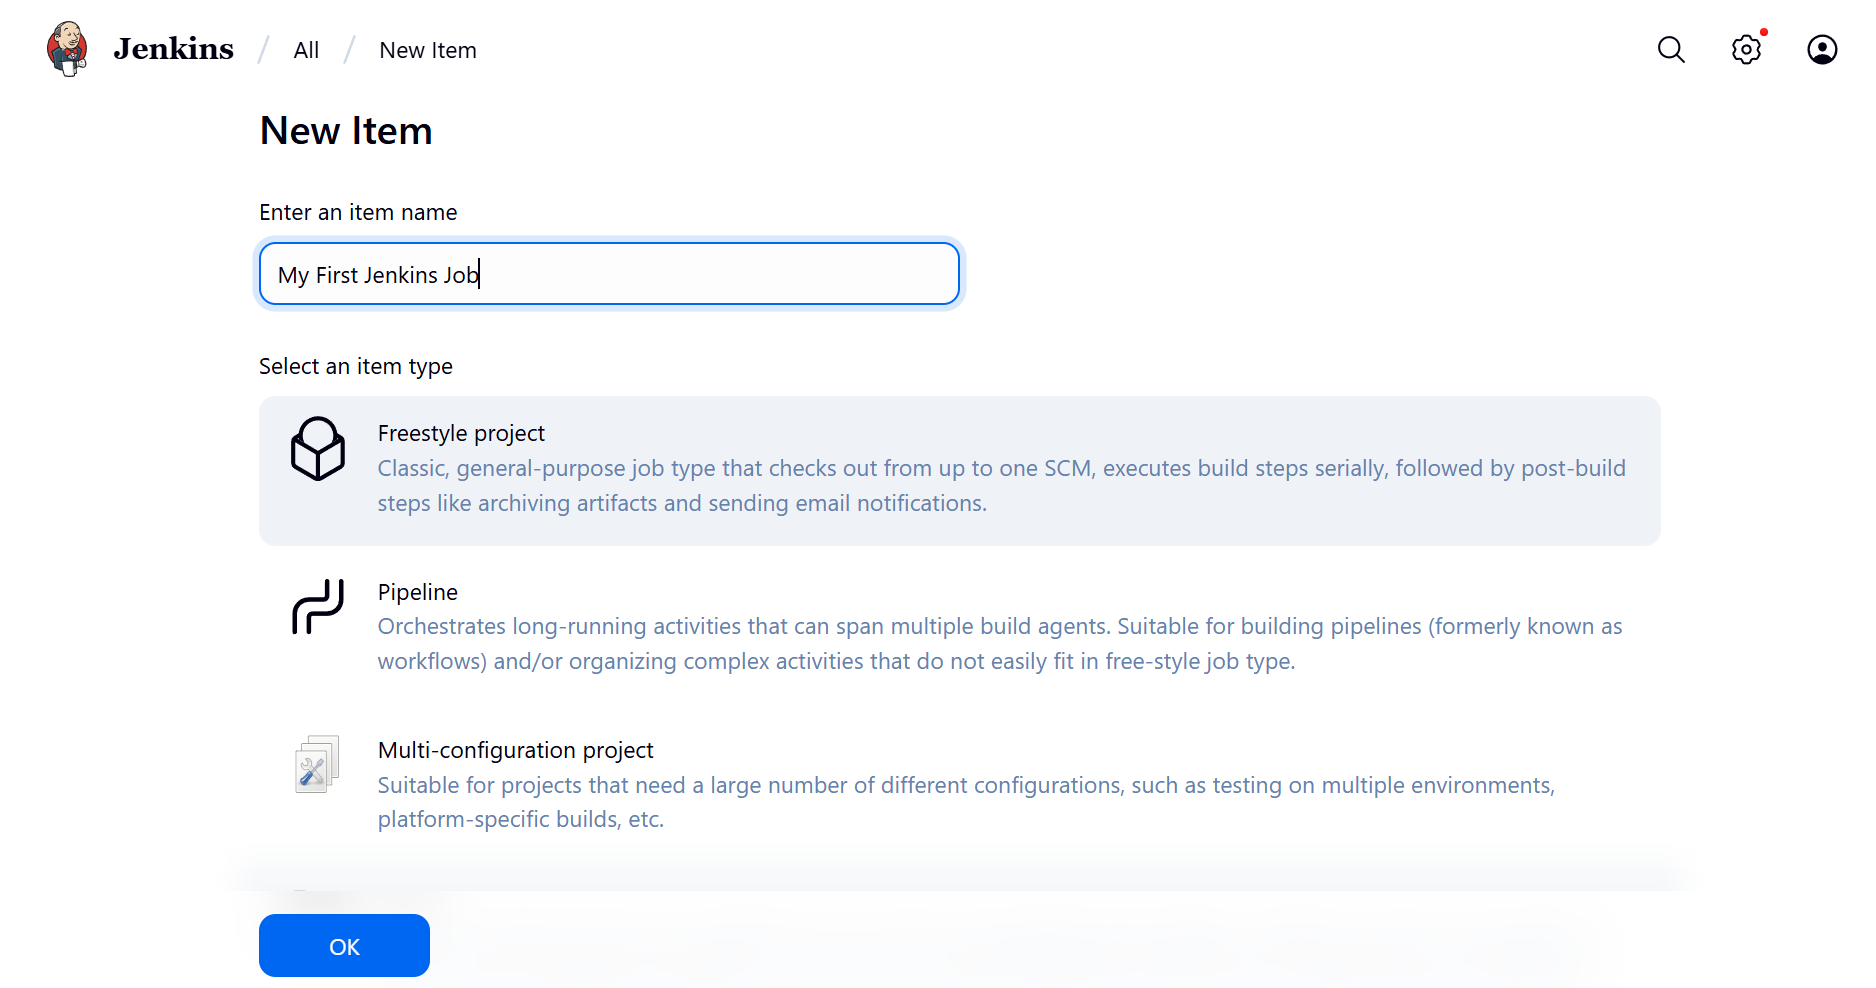 Jenkins / All / New Item
New Item
Enter an item name
My First Jenkins Job
Select an item type
Freestyle project
Classic, general-purpose job type that checks out from up to one SCM, executes build steps serially, followed by post-build
steps like archiving artifacts and sending email notifications.
Pipeline
Orchestrates long-running activities that can span multiple build agents. Suitable for building pipelines (formerly known as
workflows) and/or organizing complex activities that do not easily fit in free-style job type.
Multi-configuration project
Suitable for projects that need a large number of different configurations, such as testing on multiple environments,
platform-specific builds, etc.
OK